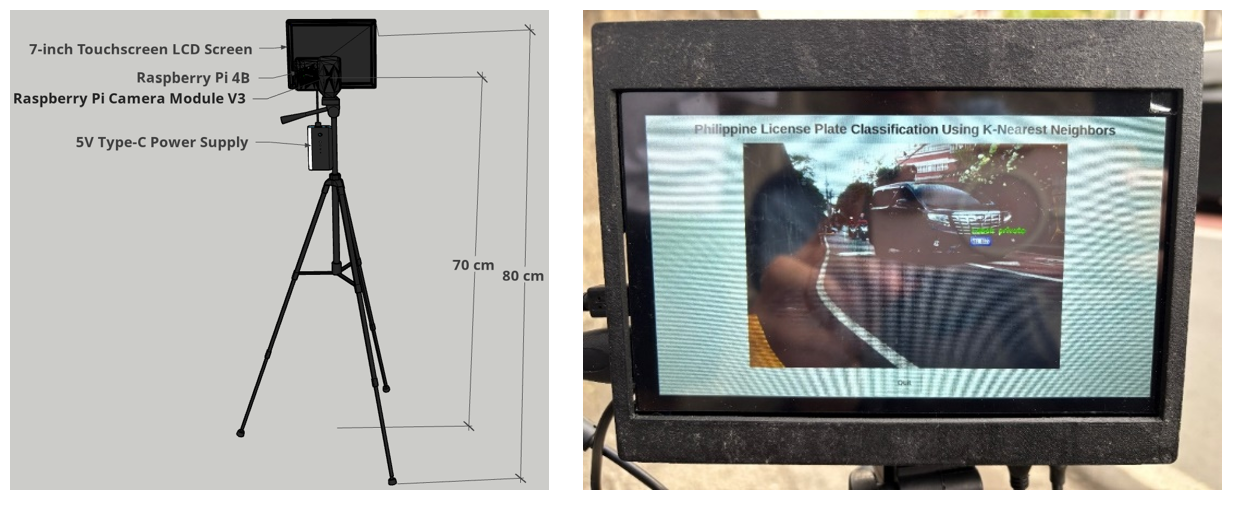 7-inch Touchscreen LCD Screen
Raspberry Pi 4B
Raspberry Pi Camera Module V3
5V Type-C Power Supply
70 cm
80 cm
Philippine License Plate Classification Using K-Nearest Neighbors
private
Quit